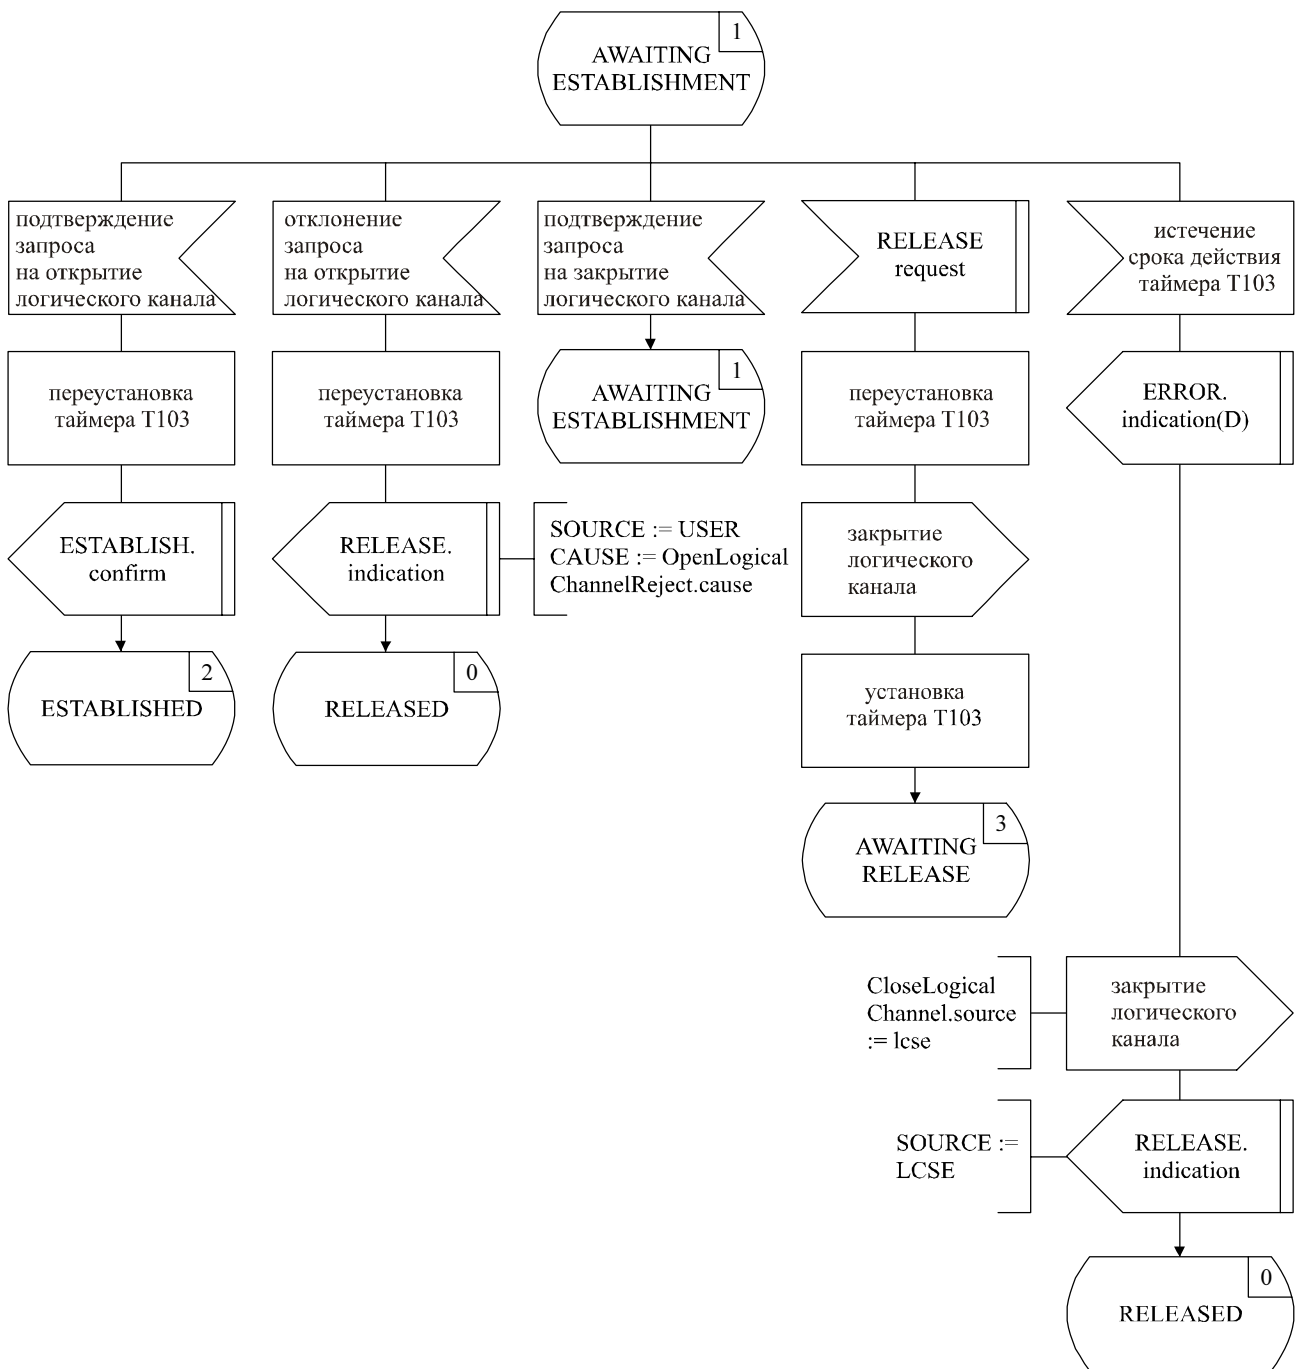 1
AWAITING
ESTABLISHMENT
подтверждение
запроса
на открытие
логического канала
отклонение
запроса
на открытие
логического канала
подтверждение
запроса
на закрытие
логического канала
RELEASE
request
истечение
срока действия
таймера T103
переустановка
таймера T103
переустановка
таймера T103
1
AWAITING
ESTABLISHMENT
переустановка
таймера T103
ERROR.
indication(D)
ESTABLISH.
confirm
RELEASE.
indication
SOURCE := USER
CAUSE := OpenLogical
ChannelReject.cause
закрытие
логического
канала
2
ESTABLISHED
0
RELEASED
установка
таймера T103
3
AWAITING
RELEASE
CloseLogical
Channel.source
:= lcse
закрытие
логического
канала
SOURCE :=
LCSE
RELEASE.
indication
0
RELEASED